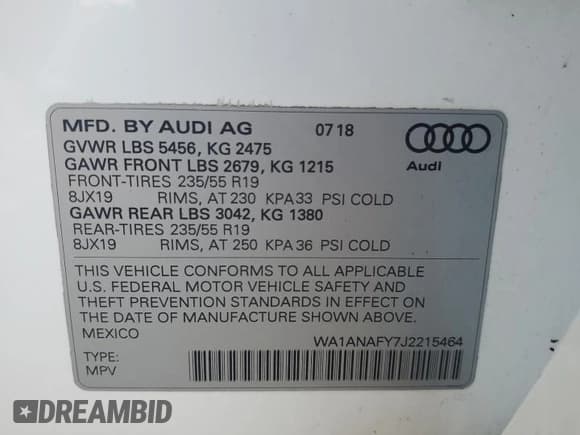 MFD. BY AUDI AG 07 18
GVWR LBS 5456, KG 2475
GAWR FRONT LBS 2679, KG 1215
FRONT-TIRES 235/55 R19
8JX19 RIMS, AT 230 KPA33 PSI COLD
GAWR REAR LBS 3042, KG 1380
REAR-TIRES 235/55 R19
8JX19 RIMS, AT 250 KPA 36 PSI COLD
Audi
THIS VEHICLE CONFORMS TO ALL APPLICABLE
U.S. FEDERAL MOTOR VEHICLE SAFETY AND
THEFT PREVENTION STANDARDS IN EFFECT ON
THE DATE OF MANUFACTURE SHOWN ABOVE.
MEXICO WA1ANAFY7J2215464
TYPE:
MPV
DREAMBID